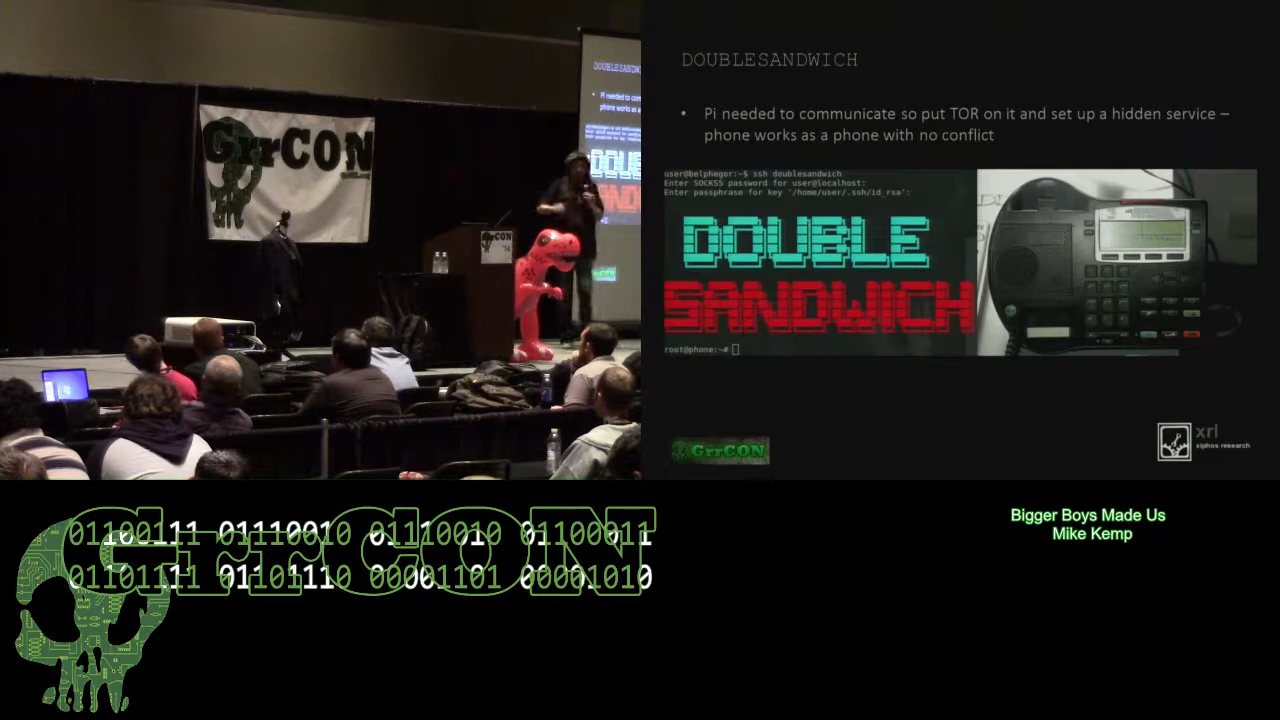 GrrCON
DOUBLESANDWICH
• Pi needed to communicate so put TOR on it and set up a hidden service –
phone works as a phone with no conflict
user@belphegor:~$ ssh doublesandwich
Enter SOCKS5 password for user@localhost:
Enter passphrase for key '/home/user/.ssh/id_rsa':
DOUBLE
SANDWICH
root@phone:~#
GrrCON
xrl
xiphos research
GrrCON
01100111 01110010 01110010 01100011
01101111 01101110 00001101 00001010
Bigger Boys Made Us
Mike Kemp